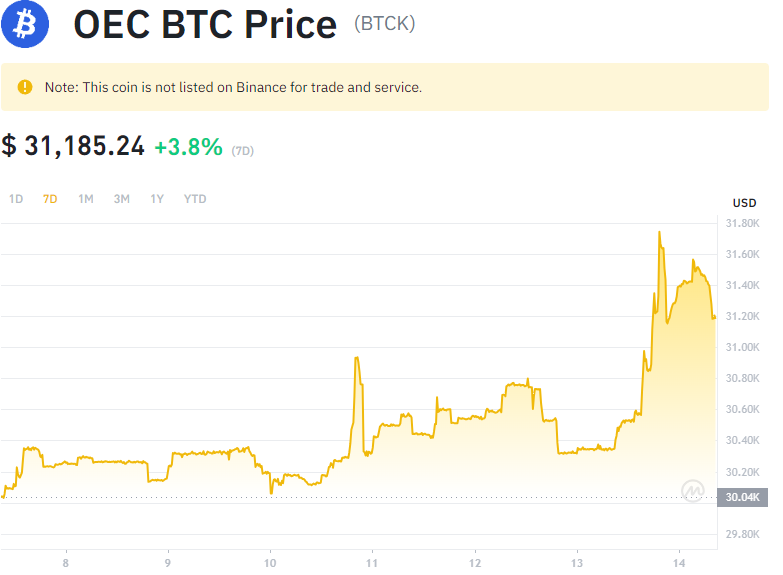 OEC BTC Price (BTCK)
Note: This coin is not listed on Binance for trade and service.
$ 31,185.24 +3.8% (7D)
1D 7D 1M 3M 1Y YTD
USD
31.80K
31.60K
31.40K
31.20K
31.00K
30.80K
30.60K
30.40K
30.20K
30.04K
29.80K
8 9 10 11 12 13 14